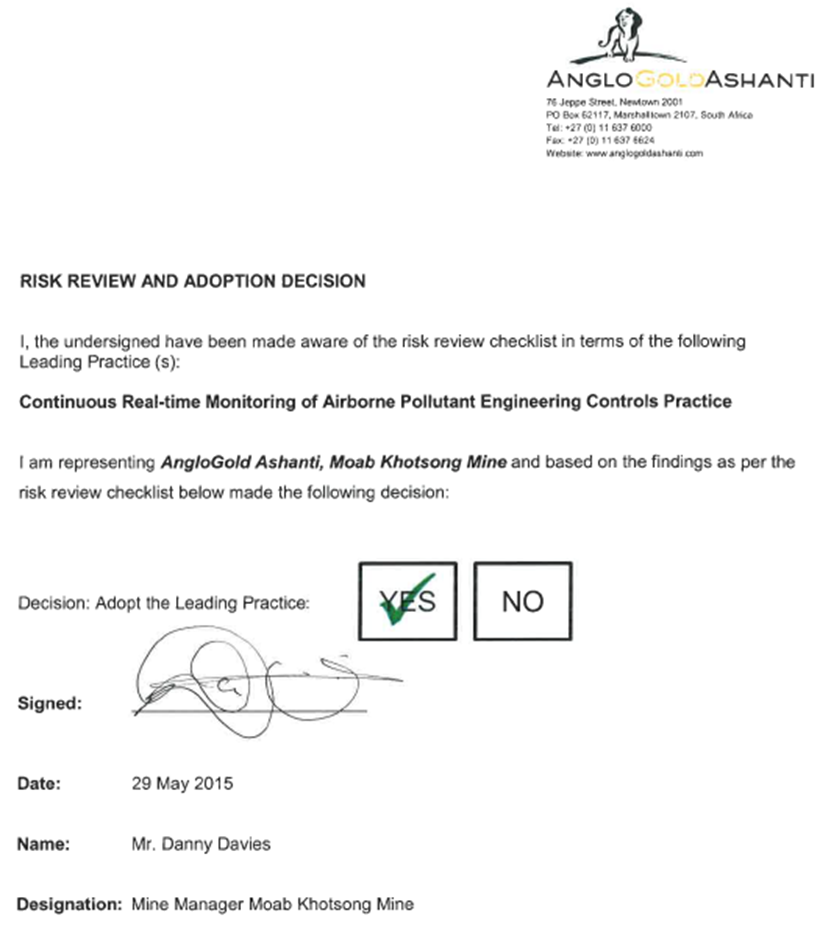 ANGLOGOLDASHANTI
76 Jeppe Street, Newtown 2001
PO Box 62117, Marshalltown 2107, South Africa
Tel: +27 (0) 11 637 6000
Fax: +27 (0) 11 637 6624
Website: www.anglogoldashanti.com
RISK REVIEW AND ADOPTION DECISION
I, the undersigned have been made aware of the risk review checklist in terms of the following
Leading Practice (s):
Continuous Real-time Monitoring of Airborne Pollutant Engineering Controls Practice
I am representing AngloGold Ashanti, Moab Khotsong Mine and based on the findings as per the
risk review checklist below made the following decision:
Decision: Adopt the Leading Practice: YES NO
Signed:
Date: 29 May 2015
Name: Mr. Danny Davies
Designation: Mine Manager Moab Khotsong Mine